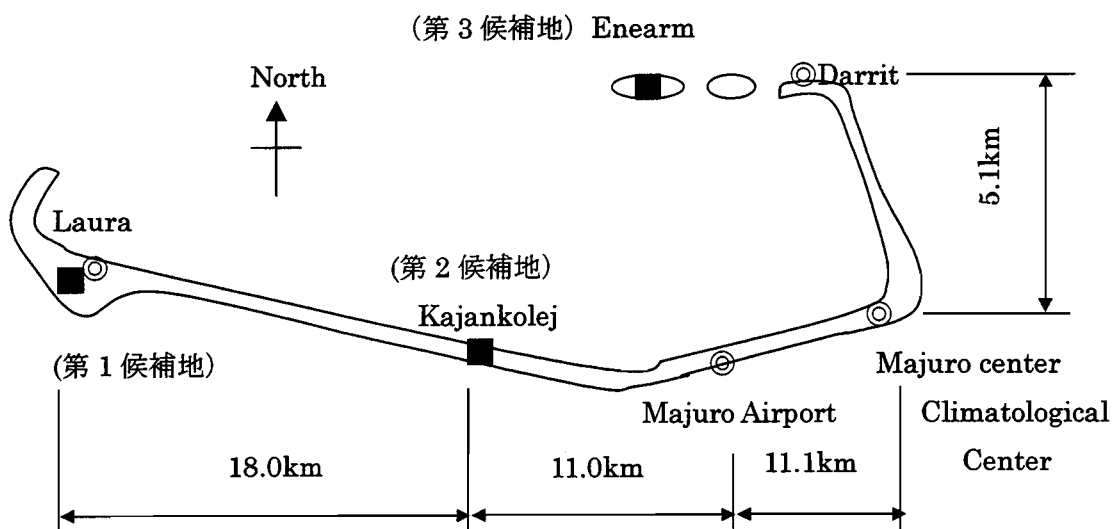 (第 3 候補地) Enearm
North
Darrit
5.1km
Laura
(第 2 候補地)
Kajankolej
(第 1 候補地)
Majuro center
Majuro Airport
Climatological
Center
18.0km
11.0km
11.1km